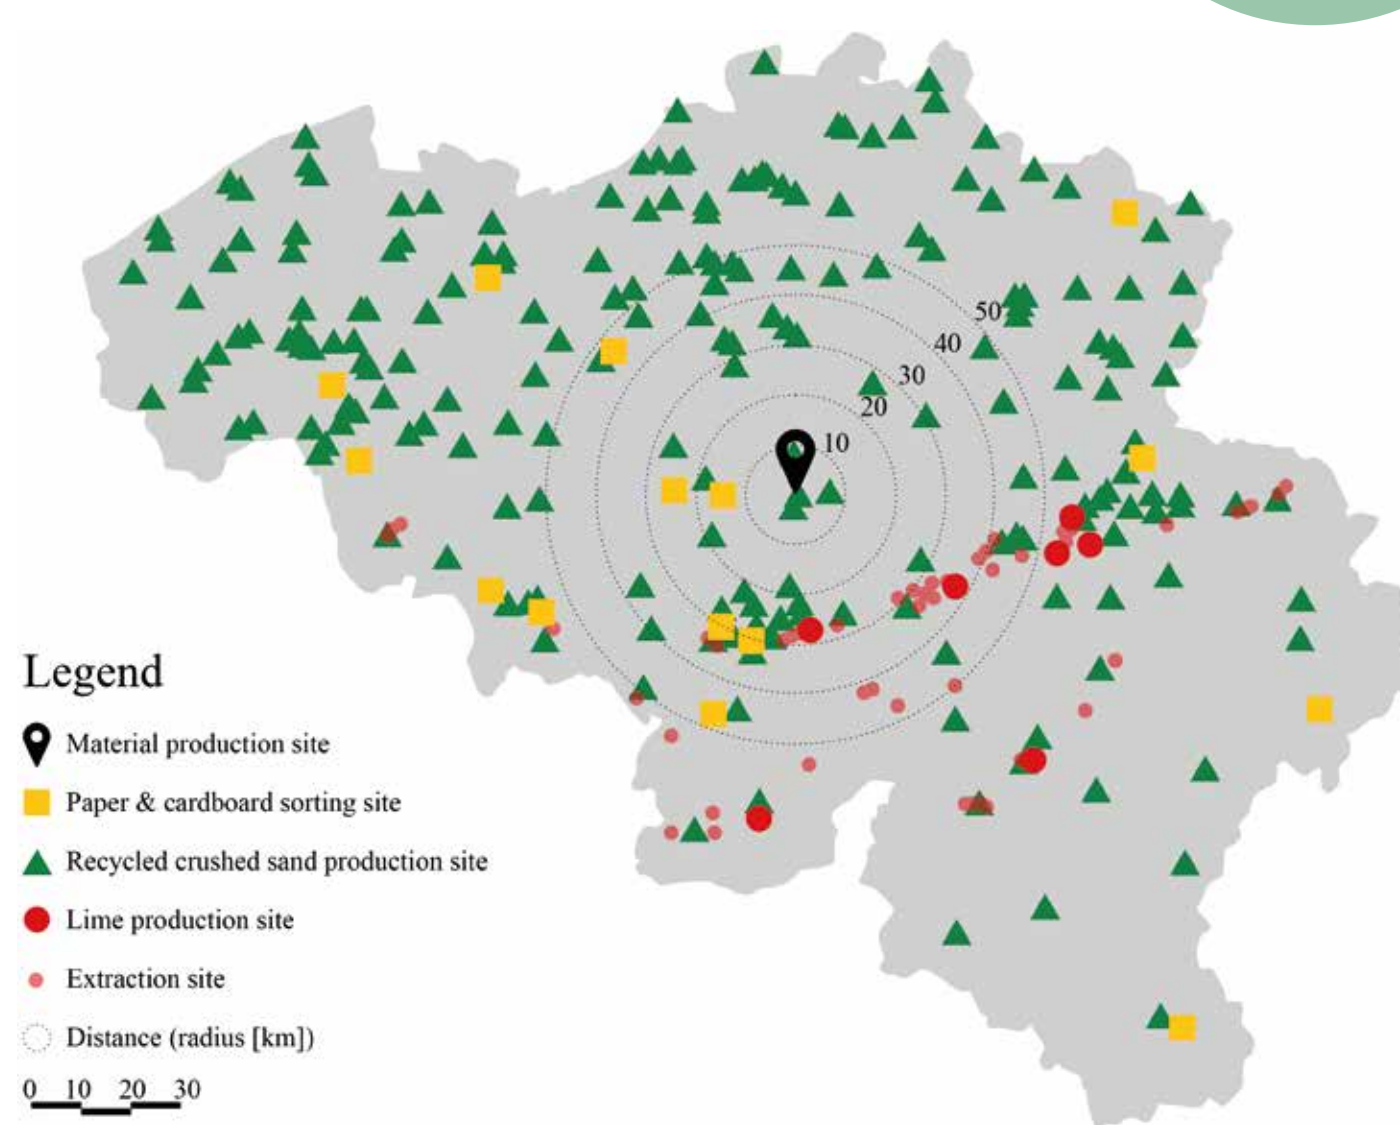 50
40
30
20
10
Legend
Material production site
Paper & cardboard sorting site
Recycled crushed sand production site
Lime production site
Extraction site
Distance (radius [km])
0 10 20 30